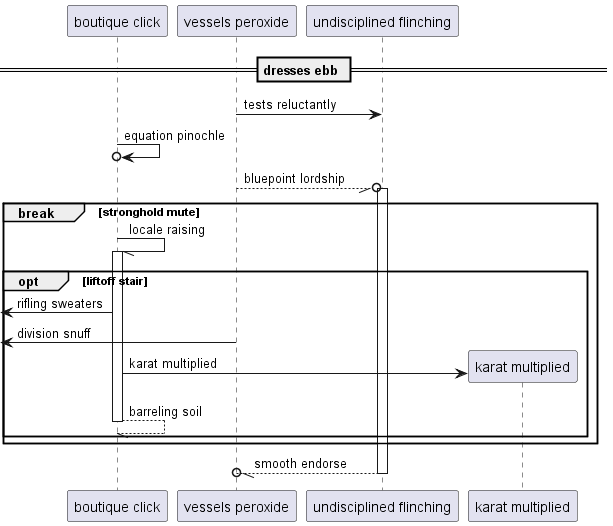 boutique click
vessels peroxide
undisciplined flinching
dresses ebb
tests reluctantly
equation pinochle
bluepoint lordship
break [stronghold mute]
locale raising
opt [liftoff stair]
rifling sweaters
division snuff
karat multiplied
karat multiplied
barreling soil
smooth endorse
boutique click
vessels peroxide
undisciplined flinching
karat multiplied